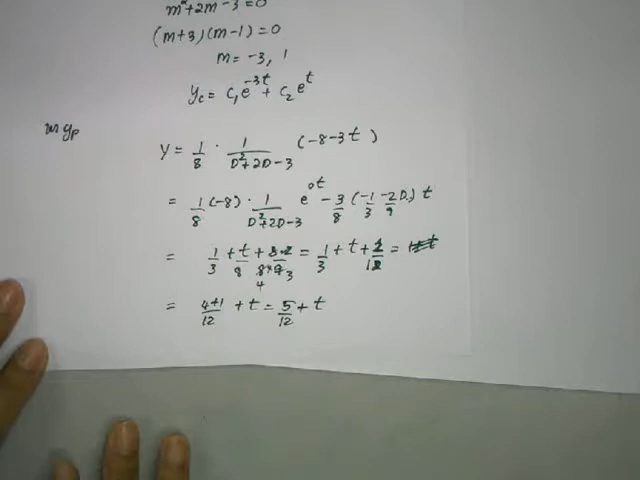 m²+2m-3=0
(m+3)(m-1)=0
m= -3, 1
y_c= c₁e^{-3t}+ c₂e^t
y_p
Y= 1/8 · 1/(D²+2D-3) (-8-3t)
= 1/8 (-8) · 1/(D²+2D-3) e^{0t} - 3/8 (-1/3 -2D/9) t
= 1/3 + t/8 + = 1/3 + t + =
= 4+1/12 + t = 5/12 + t